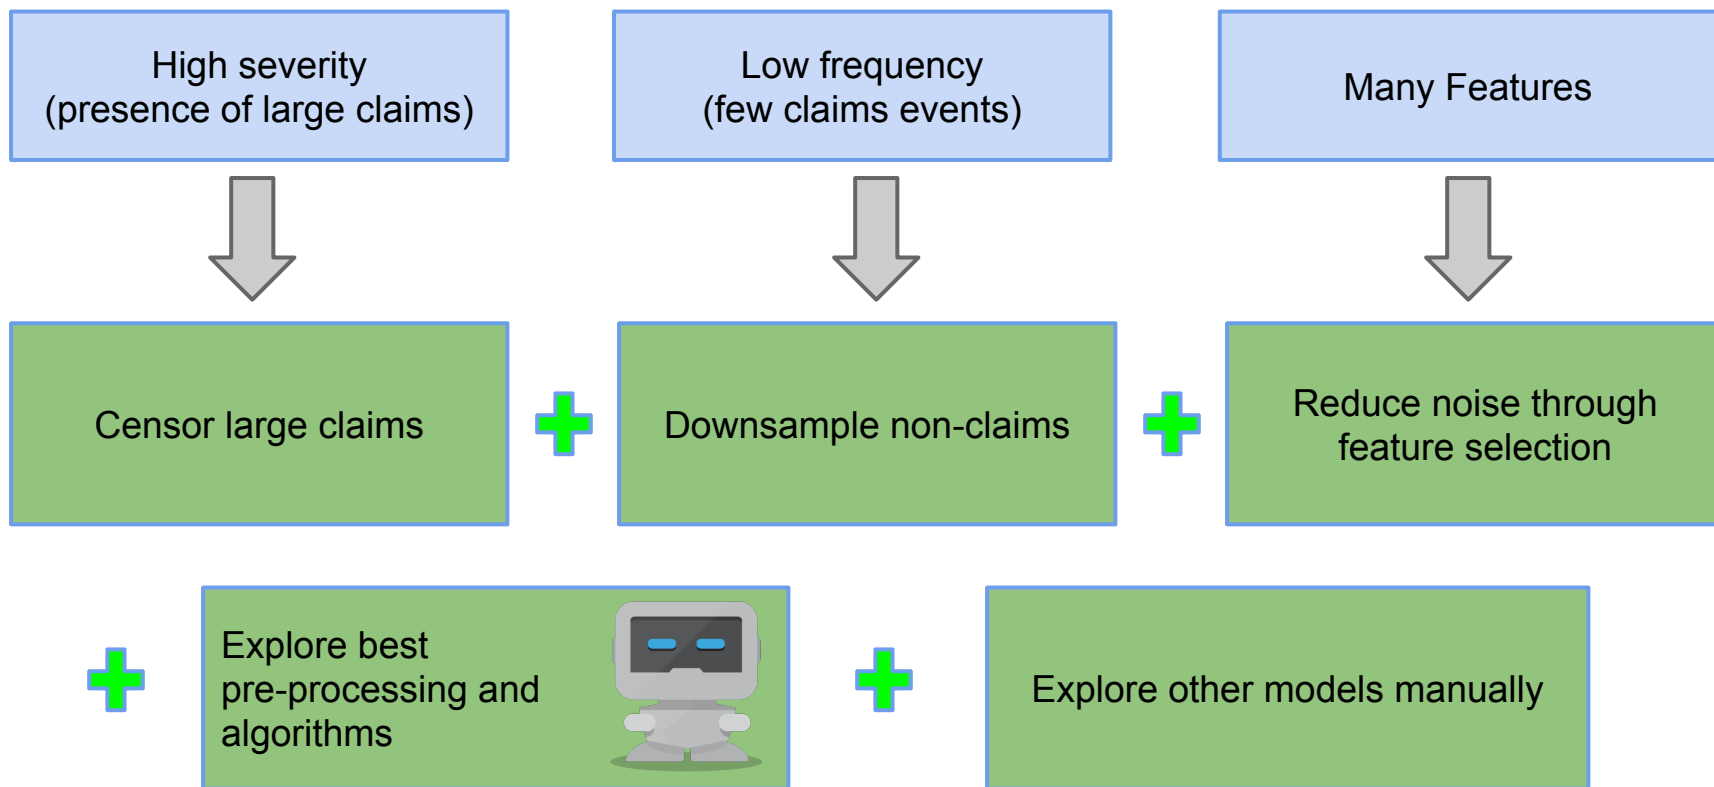 High severity
(presence of large claims)
Low frequency
(few claims events)
Many Features
Censor large claims
Downsample non-claims
Reduce noise through
feature selection
Explore best
pre-processing and
algorithms
Explore other models manually